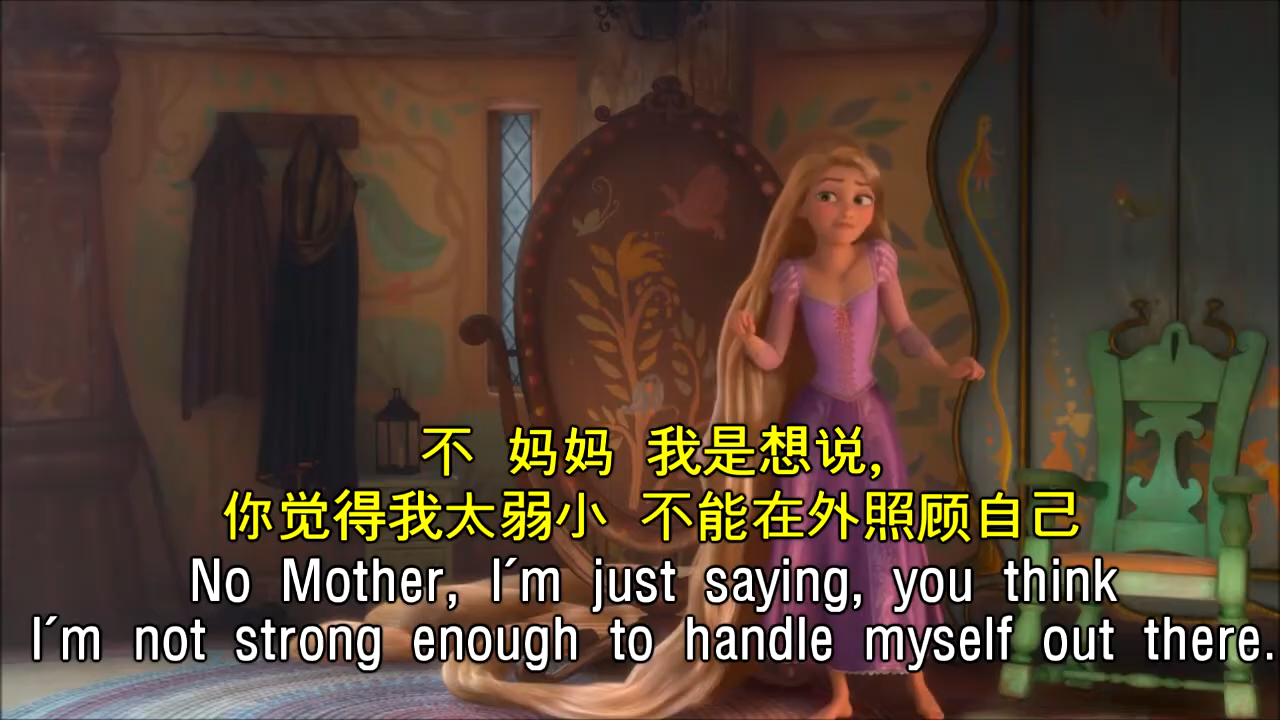 不 妈妈 我是想说,
你觉得我太弱小 不能在外照顾自己
No Mother, I´m just saying, you think
I´m not strong enough to handle myself out there.